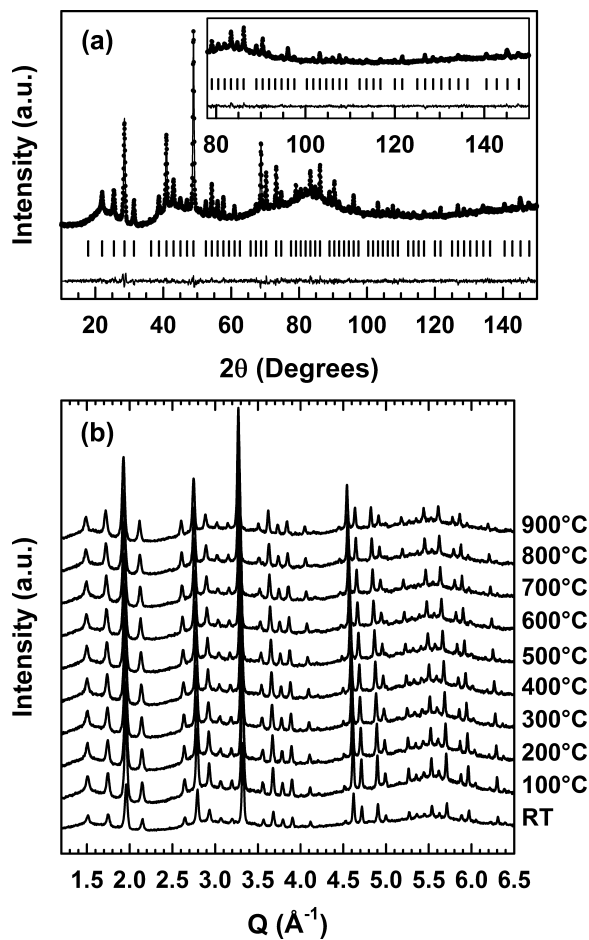 (a)
80 100 120 140
Intensity (a.u.)
20 40 60 80 100 120 140
2θ (Degrees)
(b)
900°C
800°C
700°C
600°C
500°C
400°C
300°C
200°C
100°C
RT
Intensity (a.u.)
1.5 2.0 2.5 3.0 3.5 4.0 4.5 5.0 5.5 6.0 6.5
Q (Å⁻¹)